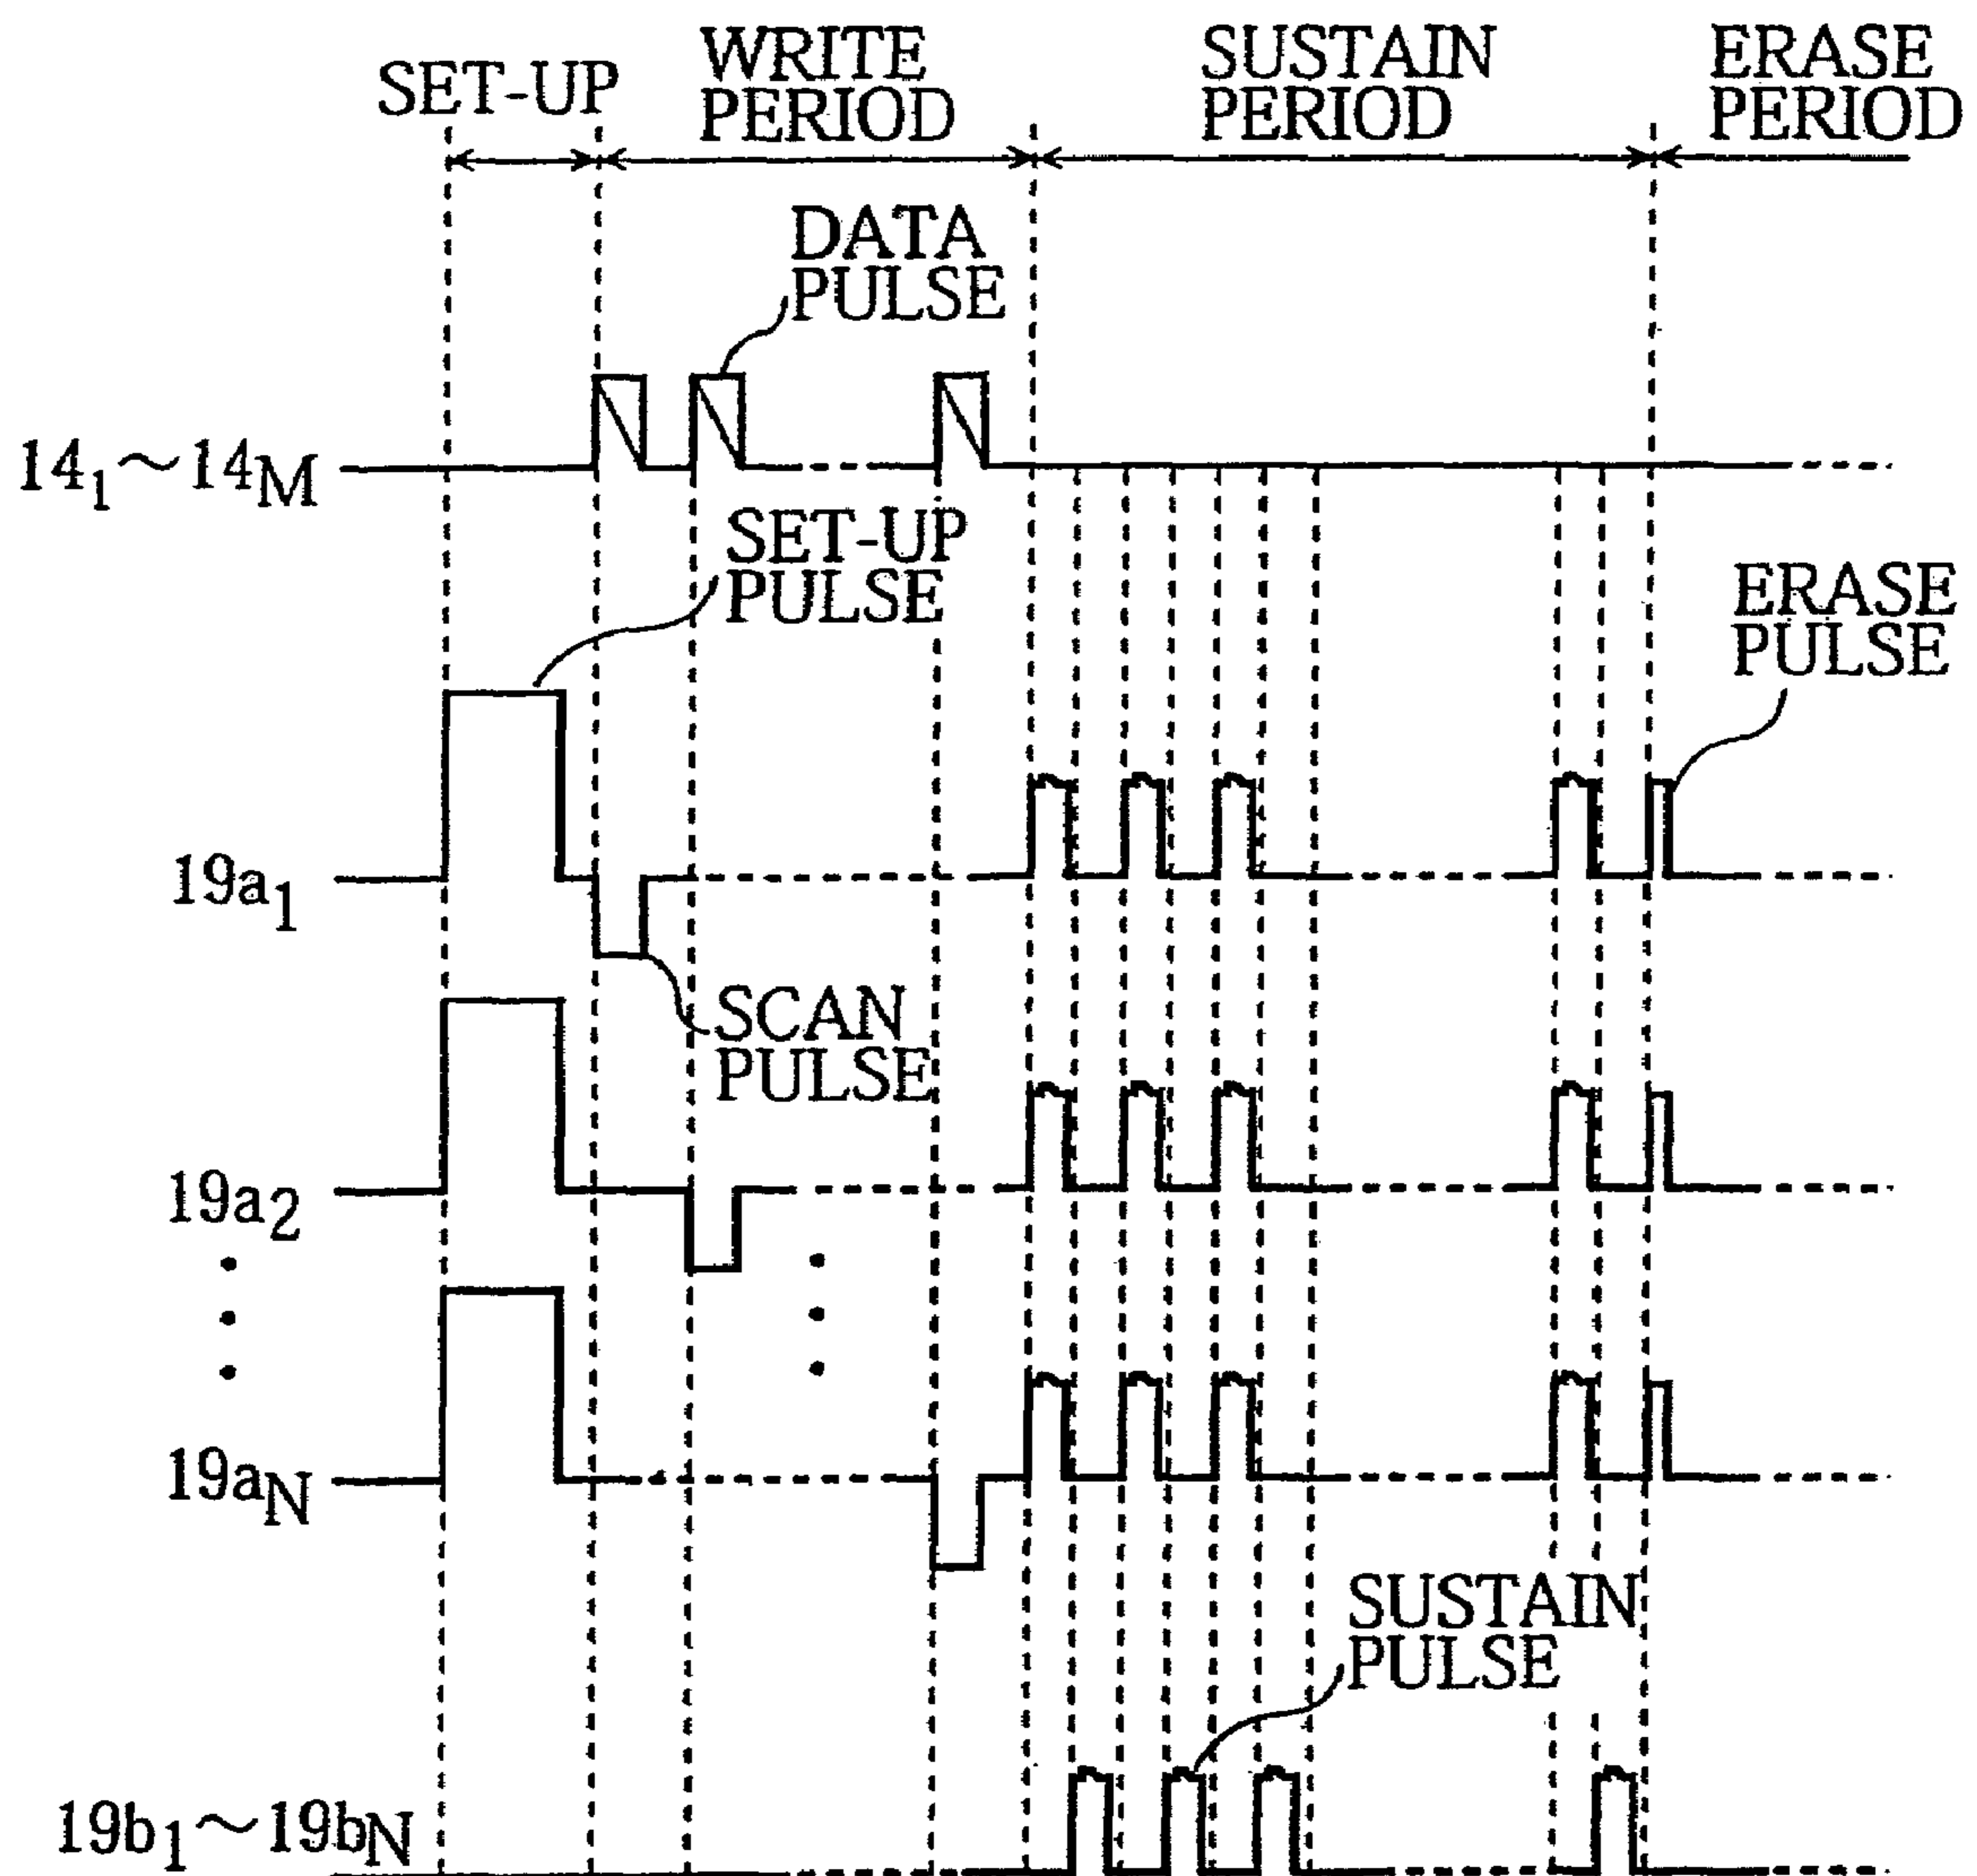 SET-UP
WRITE
PERIOD
SUSTAIN
PERIOD
ERASE
PERIOD
DATA
PULSE
14₁～14M
SET-UP
PULSE
ERASE
PULSE
19a₁
SCAN
PULSE
19a₂
19aN
SUSTAIN
PULSE
19b₁～19bN